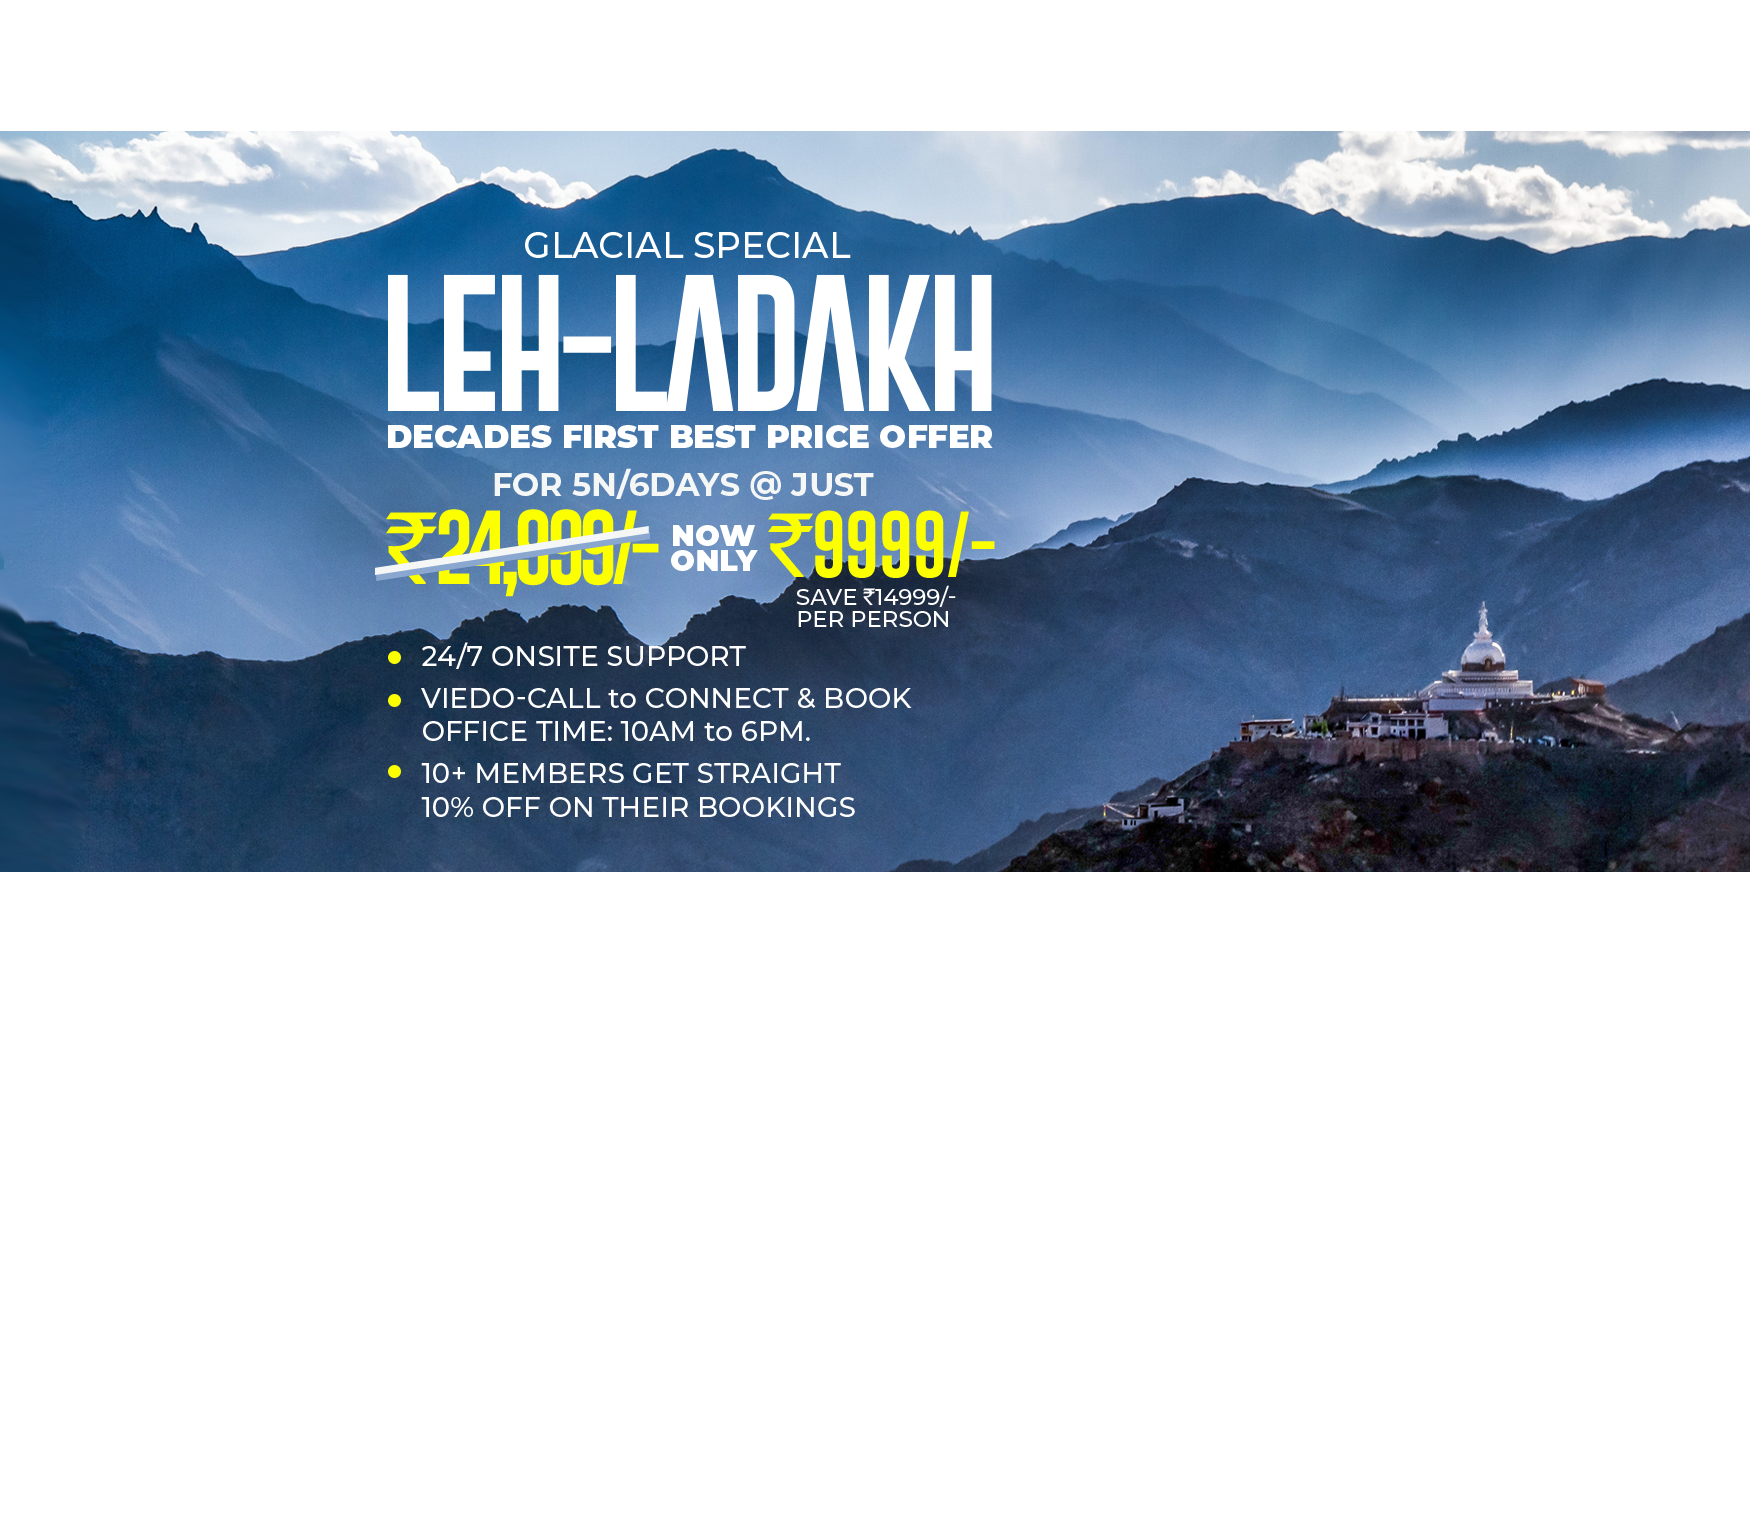 GLACIAL SPECIAL
LEH-LADAKH
DECADES FIRST BEST PRICE OFFER
FOR 5N/6DAYS @ JUST
₹24,999/- NOW ONLY ₹9999/-
SAVE ₹14999/-
PER PERSON
24/7 ONSITE SUPPORT
VIEDO-CALL to CONNECT & BOOK
OFFICE TIME: 10AM to 6PM.
10+ MEMBERS GET STRAIGHT
10% OFF ON THEIR BOOKINGS